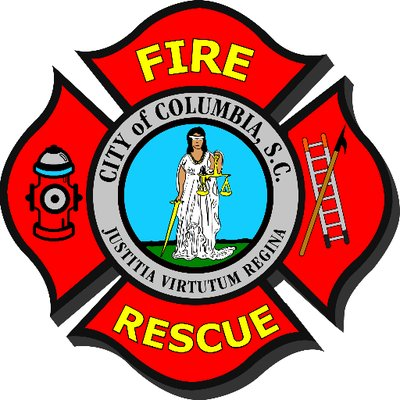 FIRE
CITY of COLUMBIA, S.C.
JUSTITIA VIRTUTUM REGINA
RESCUE